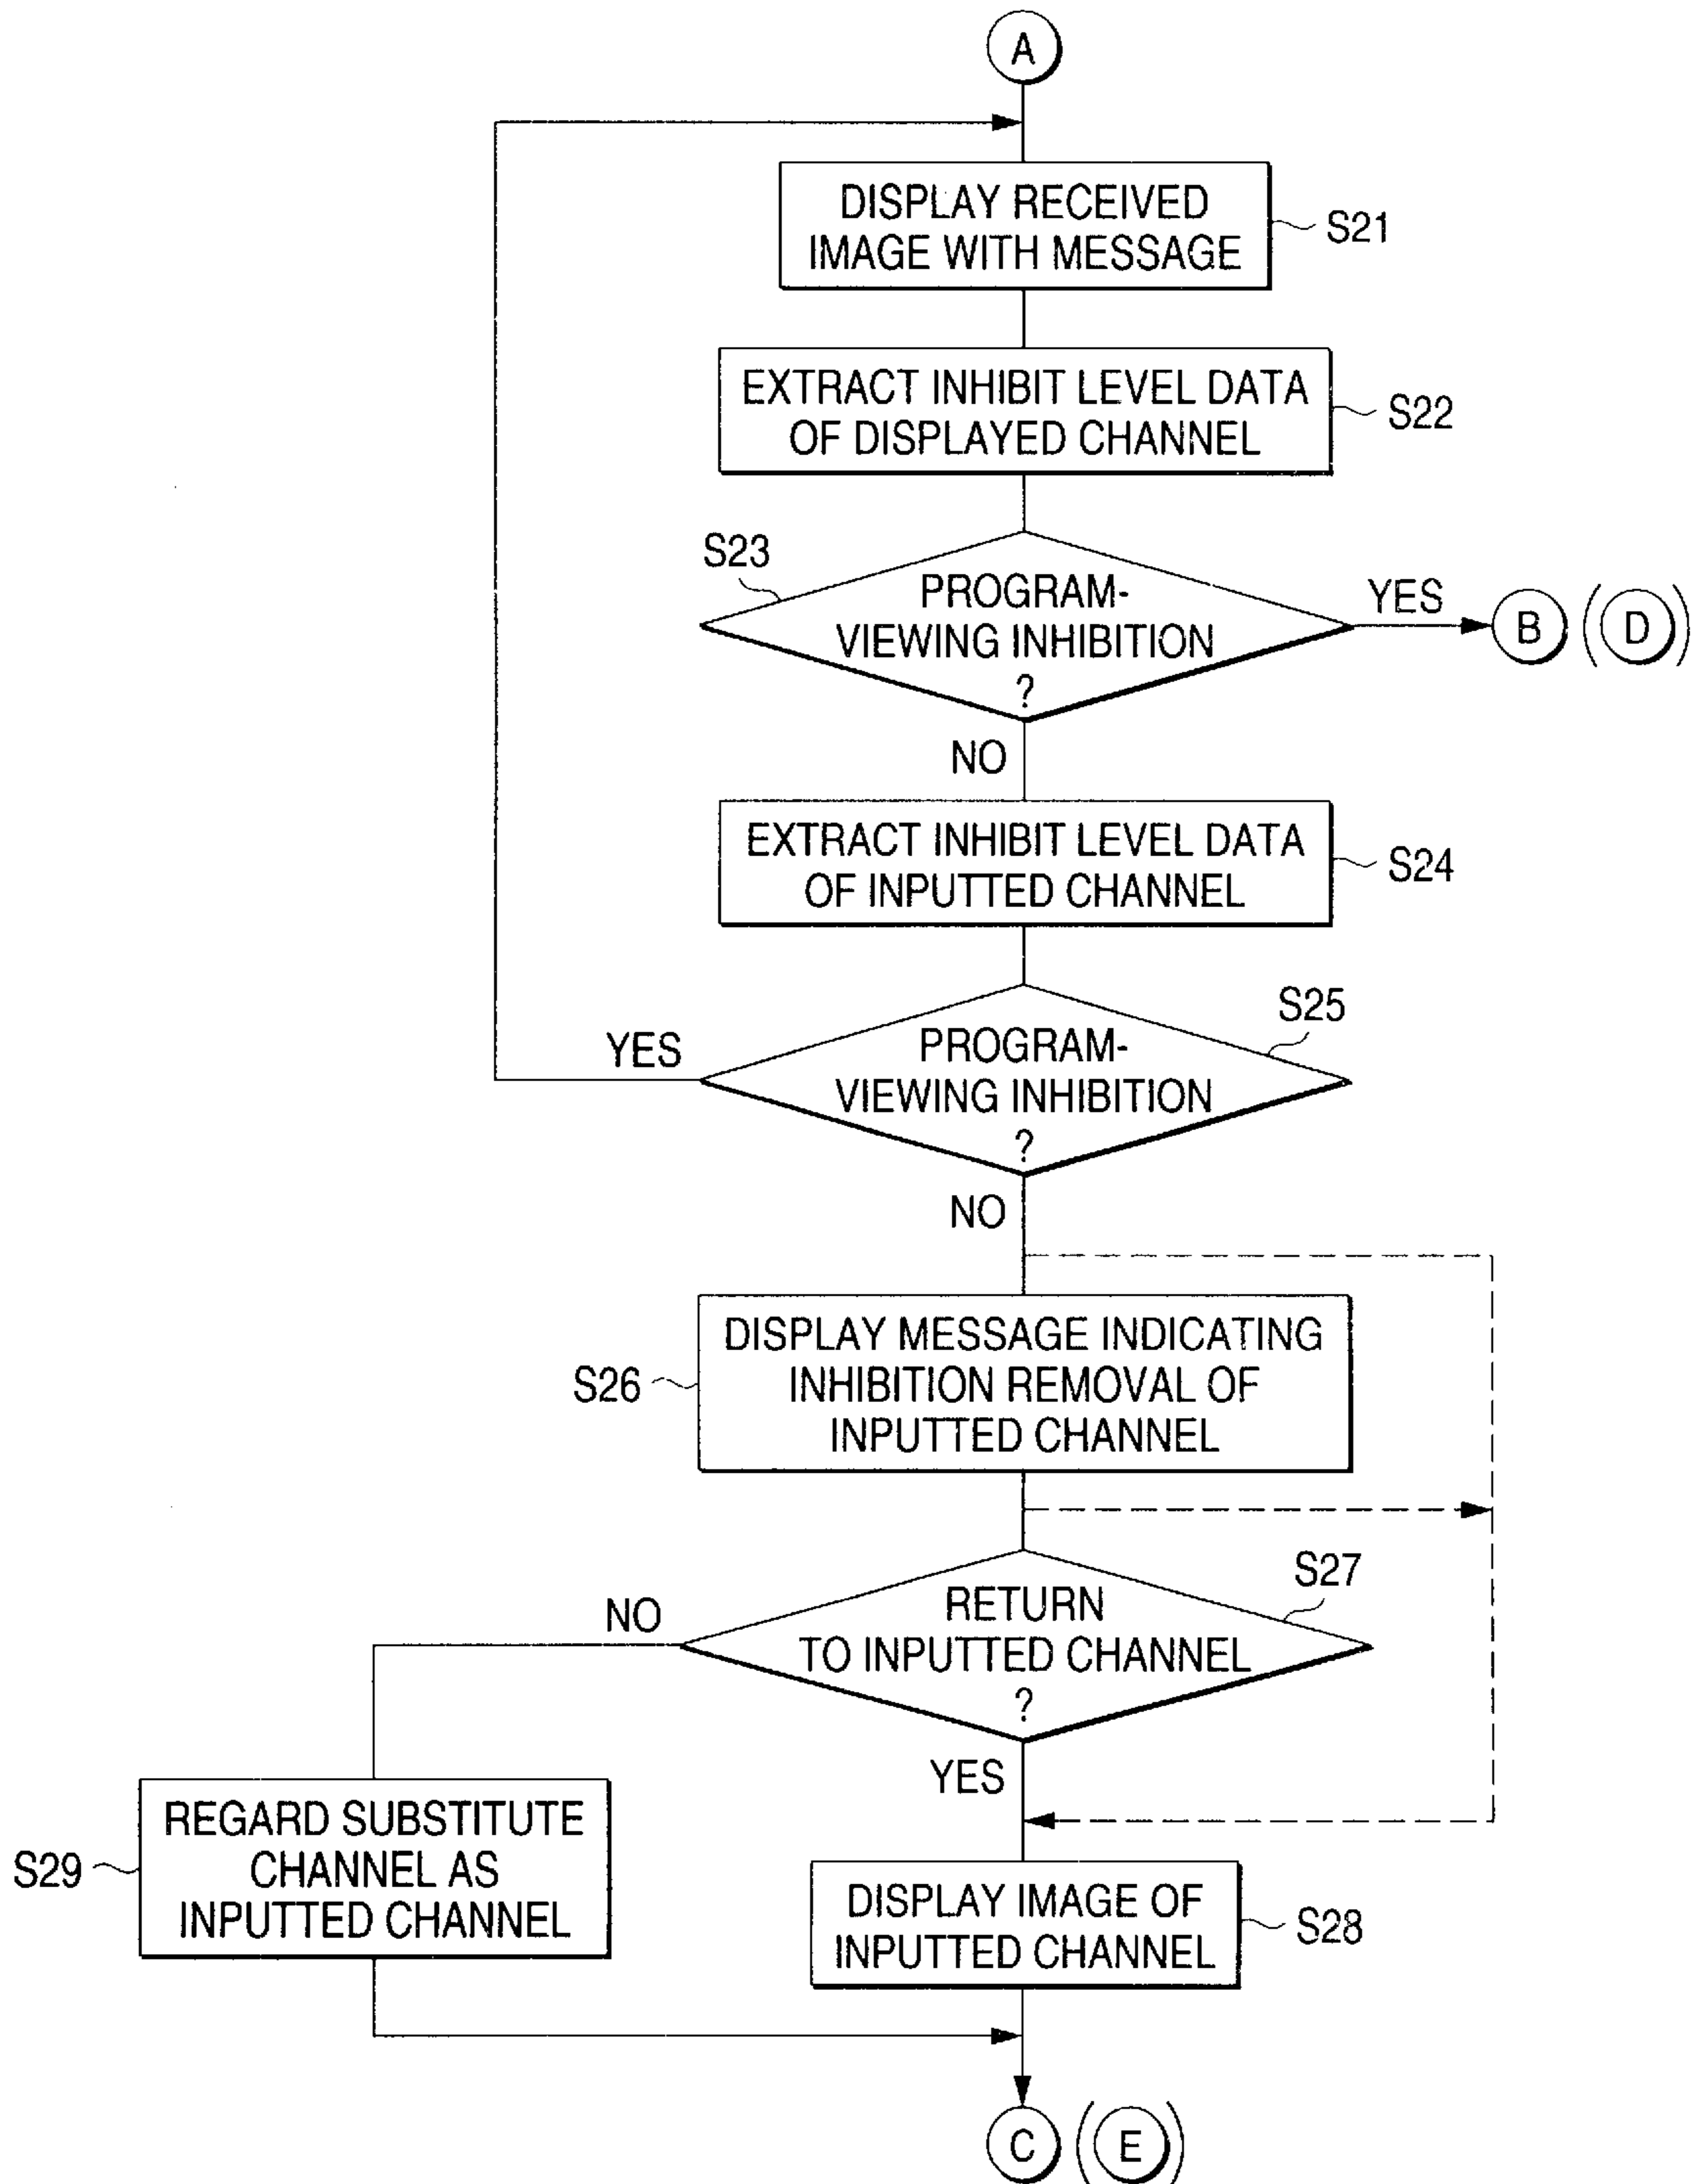 A
DISPLAY RECEIVED
IMAGE WITH MESSAGE
S21
EXTRACT INHIBIT LEVEL DATA
OF DISPLAYED CHANNEL
S22
S23
PROGRAM-
VIEWING INHIBITION
?
YES
B (D)
NO
EXTRACT INHIBIT LEVEL DATA
OF INPUTTED CHANNEL
S24
S25
PROGRAM-
VIEWING INHIBITION
?
YES
NO
DISPLAY MESSAGE INDICATING
INHIBITION REMOVAL OF
INPUTTED CHANNEL
S26
S27
RETURN
TO INPUTTED CHANNEL
?
NO
YES
REGARD SUBSTITUTE
CHANNEL AS
INPUTTED CHANNEL
S29
DISPLAY IMAGE OF
INPUTTED CHANNEL
S28
C (E)